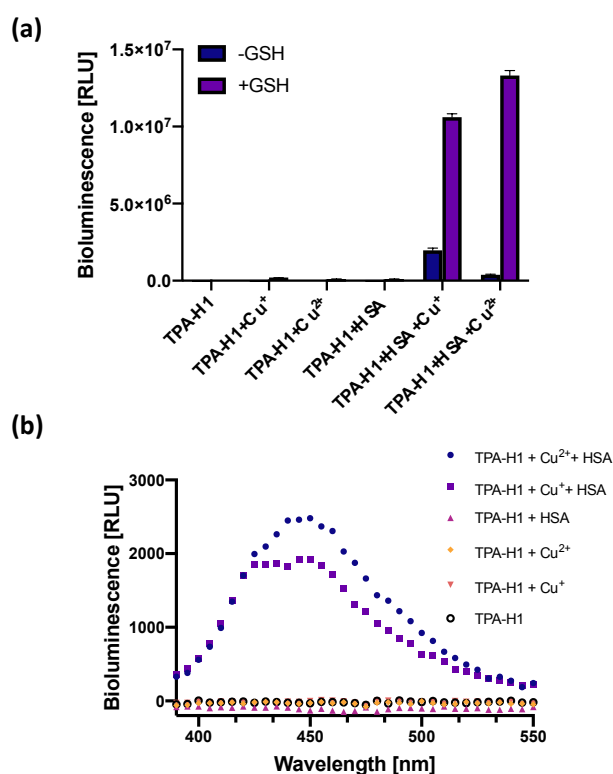 (a)
Bioluminescence [RLU]
1.5×10⁷
1.0×10⁷
5.0×10⁶
0.0
-GSH
+GSH
TPA-H1
TPA-H1+Cu⁺
TPA-H1+Cu²⁺
TPA-H1+HSA
TPA-H1+HSA+Cu⁺
TPA-H1+HSA+Cu²⁺
(b)
Bioluminescence [RLU]
3000
2000
1000
0
400
450
500
550
Wavelength [nm]
TPA-H1 + Cu²⁺+ HSA
TPA-H1 + Cu⁺+ HSA
TPA-H1 + HSA
TPA-H1 + Cu²⁺
TPA-H1 + Cu⁺
TPA-H1